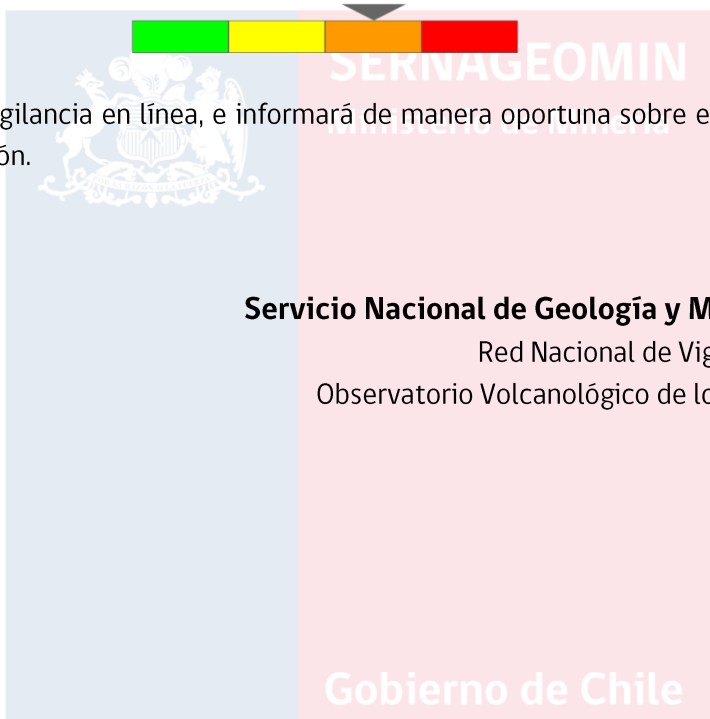 SERNAGEOMIN
gilancia en línea, e informará de manera oportuna sobre e
Ministerio de Minería
ón.
Servicio Nacional de Geología y M
Red Nacional de Vig
Observatorio Volcanológico de lo
Gobierno de Chile